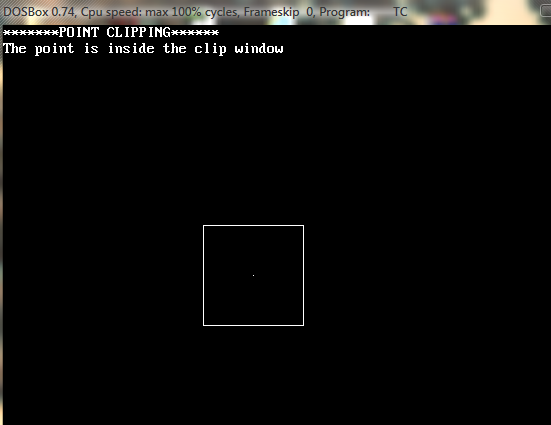 DOSBox 0.74, Cpu speed: max 100% cycles, Frameskip 0, Program: TC
*******POINT CLIPPING******
The point is inside the clip window